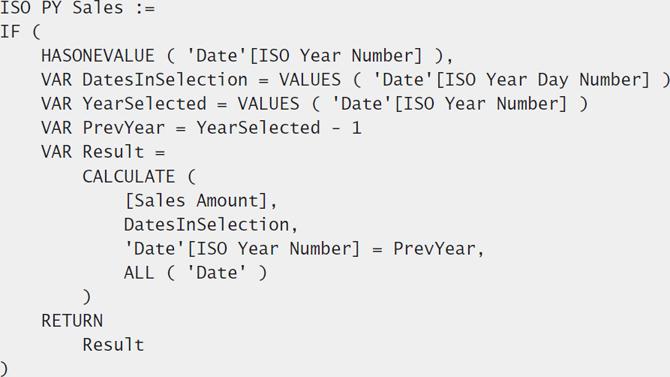 ISO PY Sales :=
IF (
    HASONEVALUE ( 'Date'[ISO Year Number] ),
    VAR DatesInSelection = VALUES ( 'Date'[ISO Year Day Number] )
    VAR YearSelected = VALUES ( 'Date'[ISO Year Number] )
    VAR PrevYear = YearSelected - 1
    VAR Result =
        CALCULATE (
            [Sales Amount],
            DatesInSelection,
            'Date'[ISO Year Number] = PrevYear,
            ALL ( 'Date' )
        )
    RETURN
        Result
)